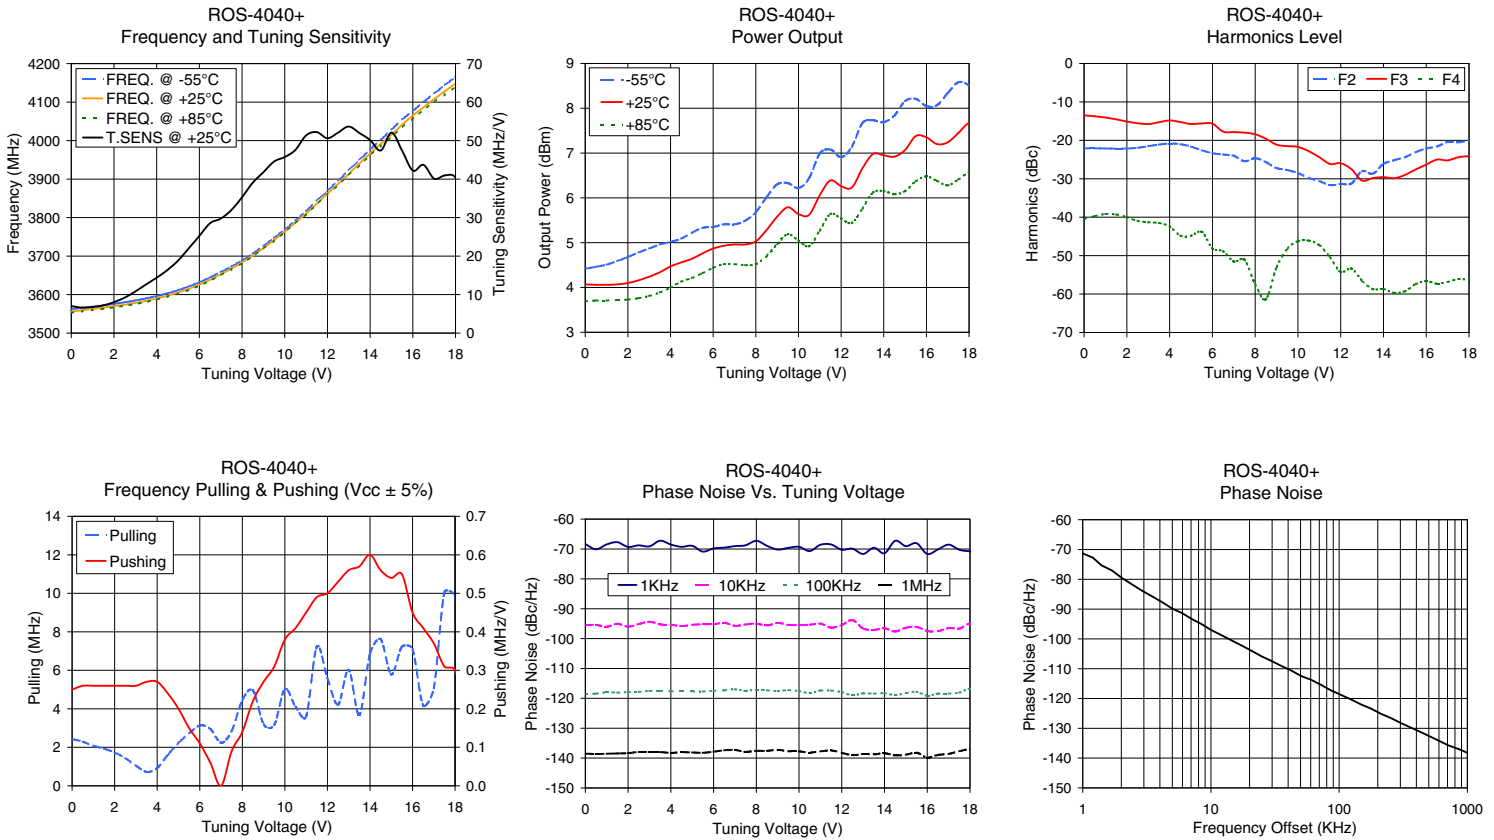 ROS-4040+
Frequency and Tuning Sensitivity
4200
4100
4000
3900
3800
3700
3600
3500
Frequency (MHz)
FREQ. @ -55°C
FREQ. @ +25°C
FREQ. @ +85°C
T.SENS @ +25°C
70
60
50
40
30
20
10
0
Tuning Sensitivity (MHz/V)
0 2 4 6 8 10 12 14 16 18
Tuning Voltage (V)
ROS-4040+
Power Output
9
8
7
6
5
4
3
Output Power (dBm)
-55°C
+25°C
+85°C
0 2 4 6 8 10 12 14 16 18
Tuning Voltage (V)
ROS-4040+
Harmonics Level
0
-10
-20
-30
-40
-50
-60
-70
Harmonics (dBc)
F2 F3 F4
0 2 4 6 8 10 12 14 16 18
Tuning Voltage (V)
ROS-4040+
Frequency Pulling & Pushing (Vcc ± 5%)
14
12
10
8
6
4
2
0
Pulling (MHz)
Pulling
Pushing
0.7
0.6
0.5
0.4
0.3
0.2
0.1
0.0
Pushing (MHz/V)
0 2 4 6 8 10 12 14 16 18
Tuning Voltage (V)
ROS-4040+
Phase Noise Vs. Tuning Voltage
-60
-70
-80
-90
-100
-110
-120
-130
-140
-150
Phase Noise (dBc/Hz)
1KHz 10KHz 100KHz 1MHz
0 2 4 6 8 10 12 14 16 18
Tuning Voltage (V)
ROS-4040+
Phase Noise
-60
-70
-80
-90
-100
-110
-120
-130
-140
-150
Phase Noise (dBc/Hz)
1 10 100 1000
Frequency Offset (KHz)